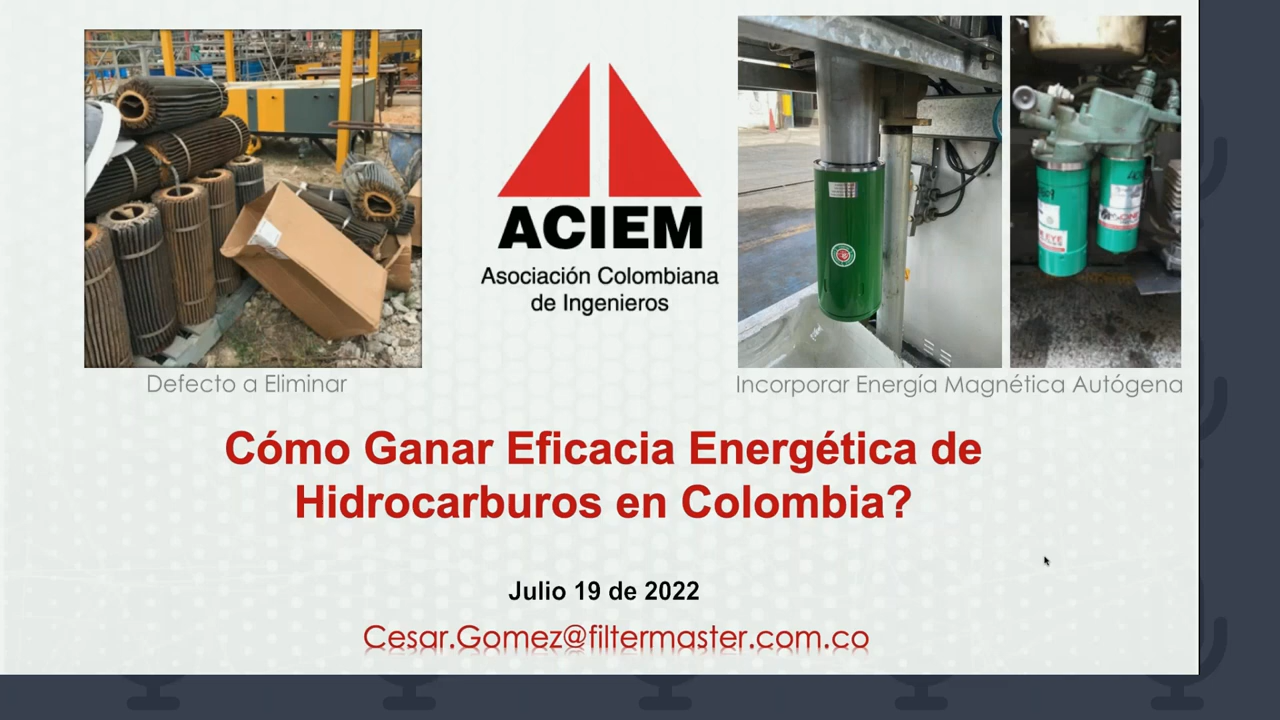 ACIEM
Asociación Colombiana
de Ingenieros
Defecto a Eliminar
Incorporar Energía Magnética Autógena
Cómo Ganar Eficacia Energética de
Hidrocarburos en Colombia?
Julio 19 de 2022
Cesar.Gomez@filtermaster.com.co